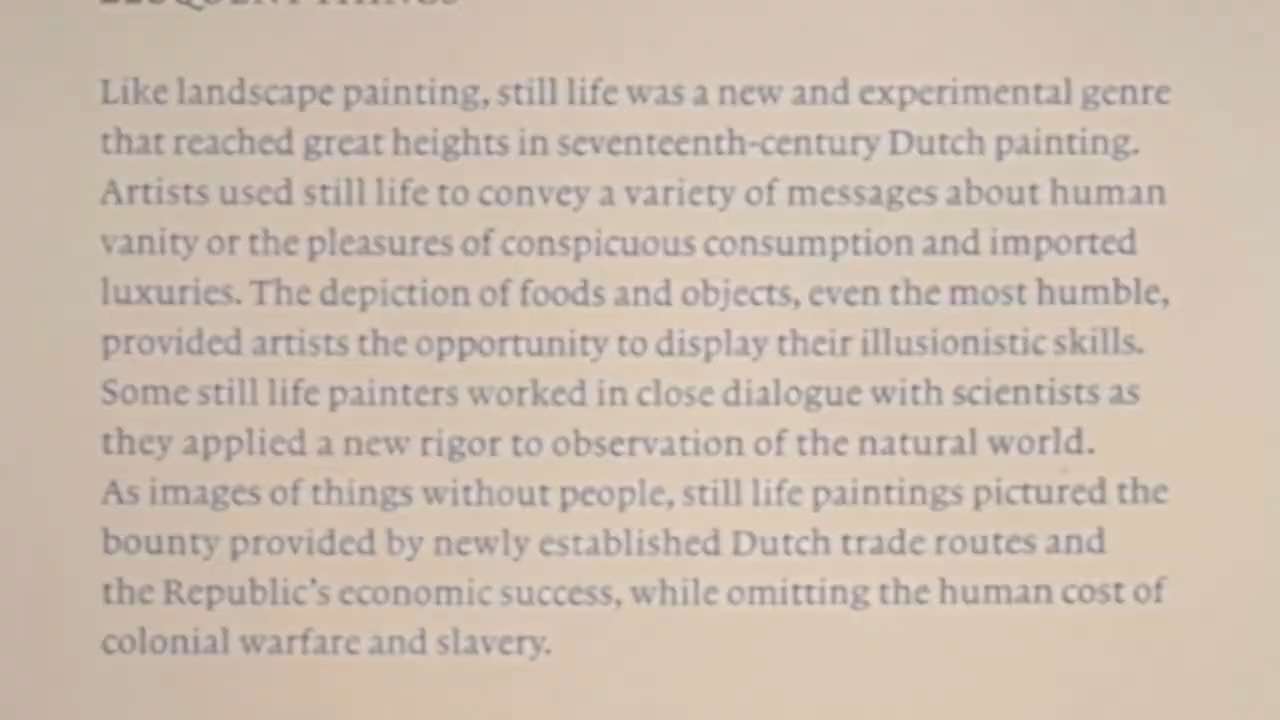 ELOQUENT THINGS
Like landscape painting, still life was a new and experimental genre
that reached great heights in seventeenth-century Dutch painting.
Artists used still life to convey a variety of messages about human
vanity or the pleasures of conspicuous consumption and imported
luxuries. The depiction of foods and objects, even the most humble,
provided artists the opportunity to display their illusionistic skills.
Some still life painters worked in close dialogue with scientists as
they applied a new rigor to observation of the natural world.
As images of things without people, still life paintings pictured the
bounty provided by newly established Dutch trade routes and
the Republic's economic success, while omitting the human cost of
colonial warfare and slavery.